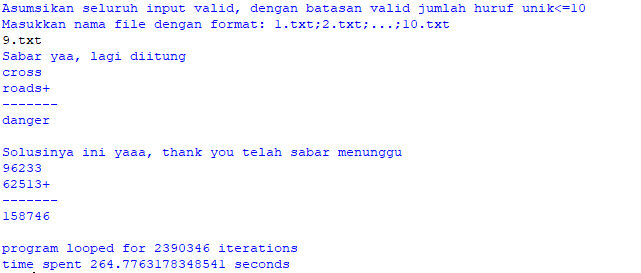 Asumsikan seluruh input valid, dengan batasan valid jumlah huruf unik<=10
Masukkan nama file dengan format: 1.txt;2.txt;...;10.txt
9.txt
Sabar yaa, lagi diitung
cross
roads+
-------
danger
Solusinya ini yaaa, thank you telah sabar menunggu
96233
62513+
-------
158746
program looped for 2390346 iterations
time spent 264.7763178348541 seconds